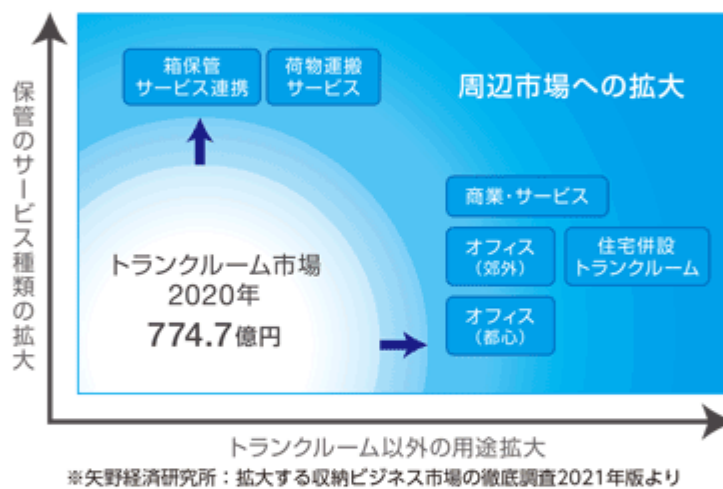 箱保管
サービス連携
荷物運搬
サービス
周辺市場への拡大
保管のサービス種類の拡大
商業・サービス
トランクルーム市場
2020年
774.7億円
オフィス
（郊外）
住宅併設
トランクルーム
オフィス
（都心）
トランクルーム以外の用途拡大
※矢野経済研究所：拡大する収納ビジネス市場の徹底調査2021年版より